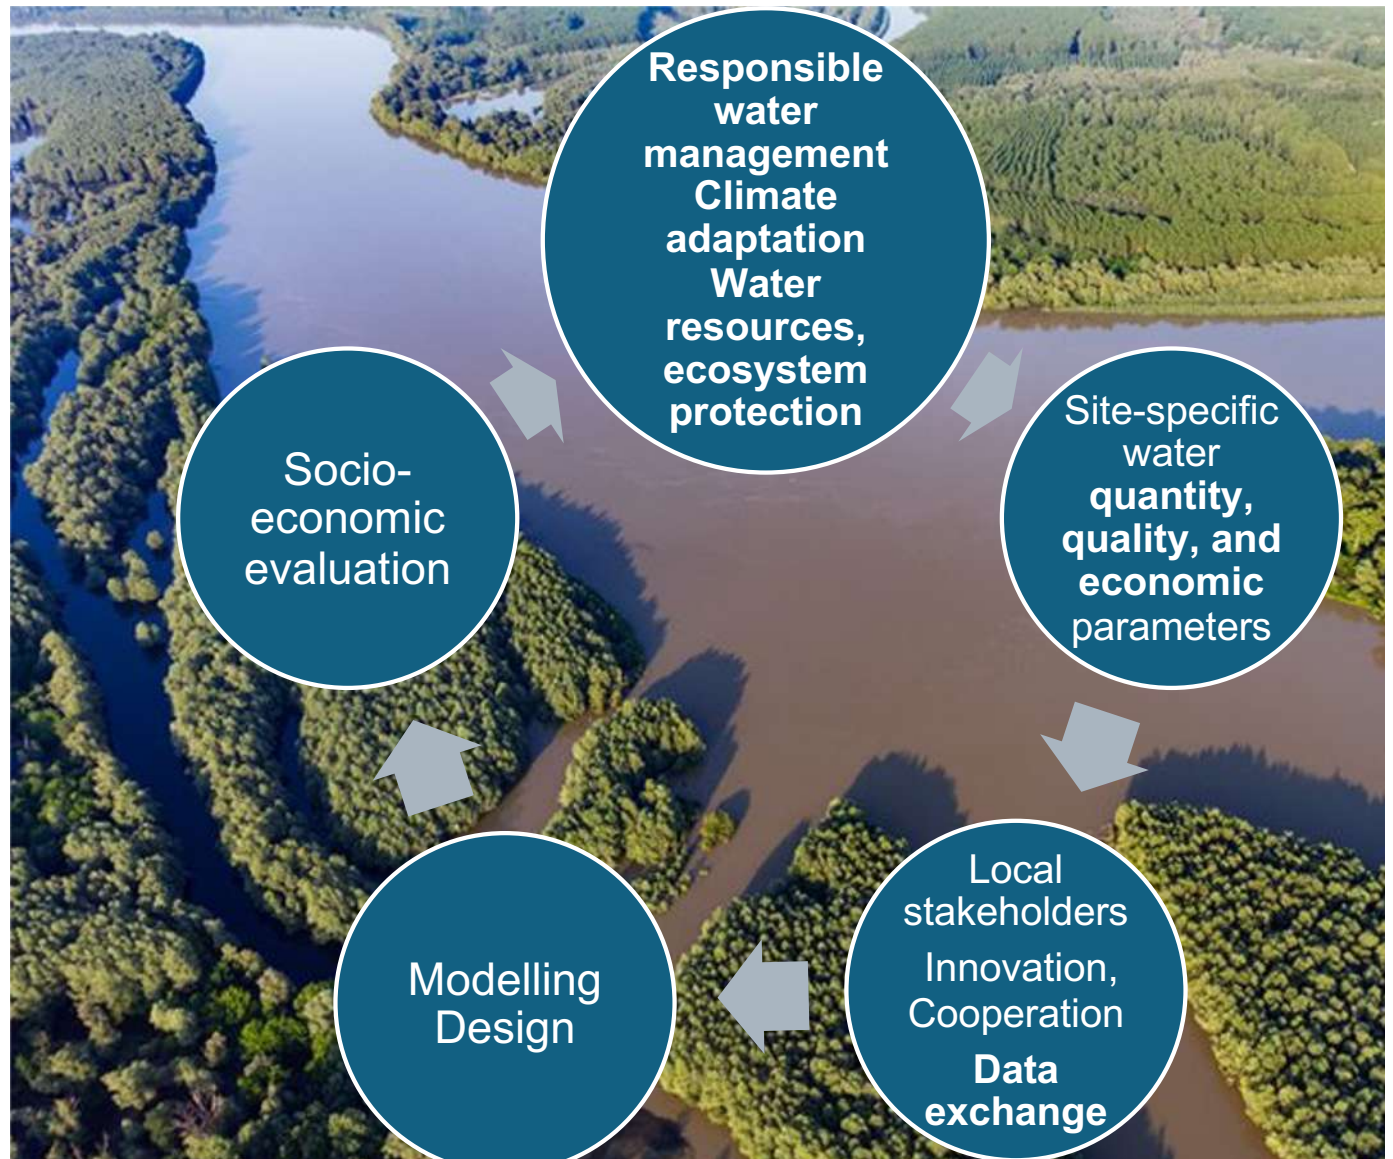 Responsible
water
management
Climate
adaptation
Water
resources,
ecosystem
protection
Site-specific
water
quantity,
quality, and
economic
parameters
Local
stakeholders
Innovation,
Cooperation
Data
exchange
Modelling
Design
Socio-
economic
evaluation